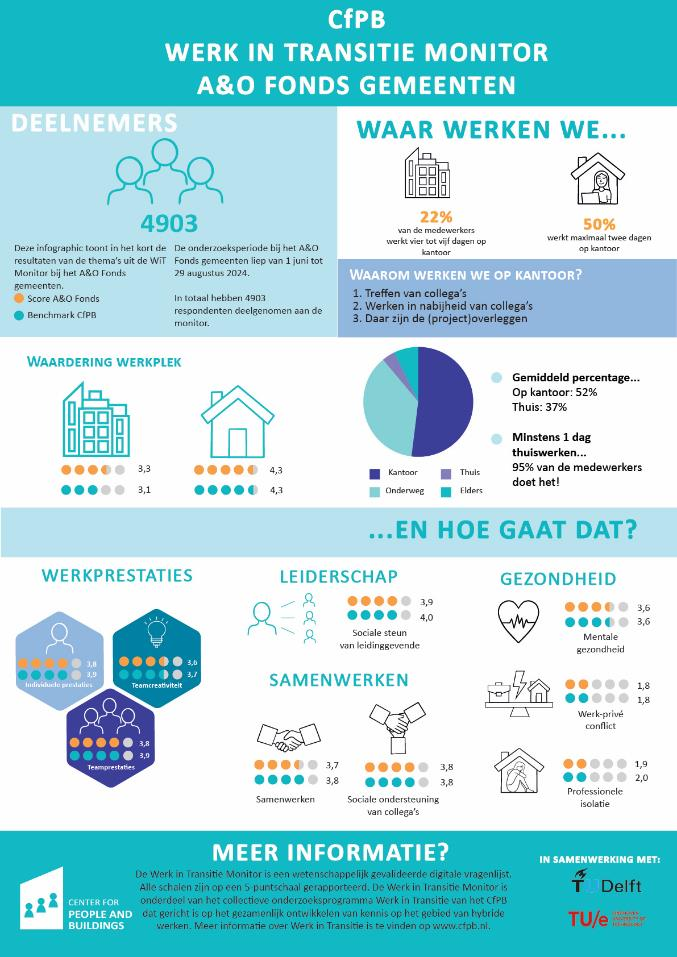 CfPB
WERK IN TRANSITIE MONITOR
A&O FONDS GEMEENTEN
DEELNEMERS
4903
Deze infographic toont in het kort de
resultaten van de thema's uit de WiT
Monitor bij het A&O Fonds
gemeenten.
Score A&O Fonds
Benchmark CfPB
De onderzoeksperiode bij het A&O
Fonds gemeenten liep van 1 juni tot
29 augustus 2024.
In totaal hebben 4903
respondenten deelgenomen aan de
monitor.
WAAR WERKEN WE...
22%
van de medewerkers
werkt vier tot vijf dagen op
kantoor
50%
werkt maximaal twee dagen
op kantoor
WAAROM WERKEN WE OP KANTOOR?
1. Treffen van collega's
2. Werken in nabijheid van collega's
3. Daar zijn de (project)overleggen
WAARDERING WERKPLEK
3,3
3,1
4,3
4,3
Kantoor
Thuis
Onderweg
Elders
Gemiddeld percentage...
Op kantoor: 52%
Thuis: 37%
Minstens 1 dag
thuiswerken...
95% van de medewerkers
doet het!
...EN HOE GAAT DAT?
WERKPRESTATIES
3,8
3,9
Individuele prestaties
3,6
3,7
Teamcreativiteit
3,8
3,9
Teamprestaties
LEIDERSCHAP
3,9
4,0
Sociale steun
van leidinggevende
SAMENWERKEN
3,7
3,8
Samenwerken
3,8
3,8
Sociale ondersteuning
van collega's
GEZONDHEID
3,6
3,6
Mentale
gezondheid
1,8
1,8
Werk-privé
conflict
1,9
2,0
Professionele
isolatie
CENTER FOR
PEOPLE AND
BUILDINGS
MEER INFORMATIE?
De Werk in Transitie Monitor is een wetenschappelijk gevalideerde digitale vragenlijst.
Alle schalen zijn op een 5-puntschaal gerapporteerd. De Werk in Transitie Monitor is
onderdeel van het collectieve onderzoeksprogramma Werk in Transitie van het CfPB
dat gericht is op het gezamenlijk ontwikkelen van kennis op het gebied van hybride
werken. Meer informatie over Werk in Transitie is te vinden op www.cfpb.nl.
IN SAMENWERKING MET:
TUDelft
TU/e